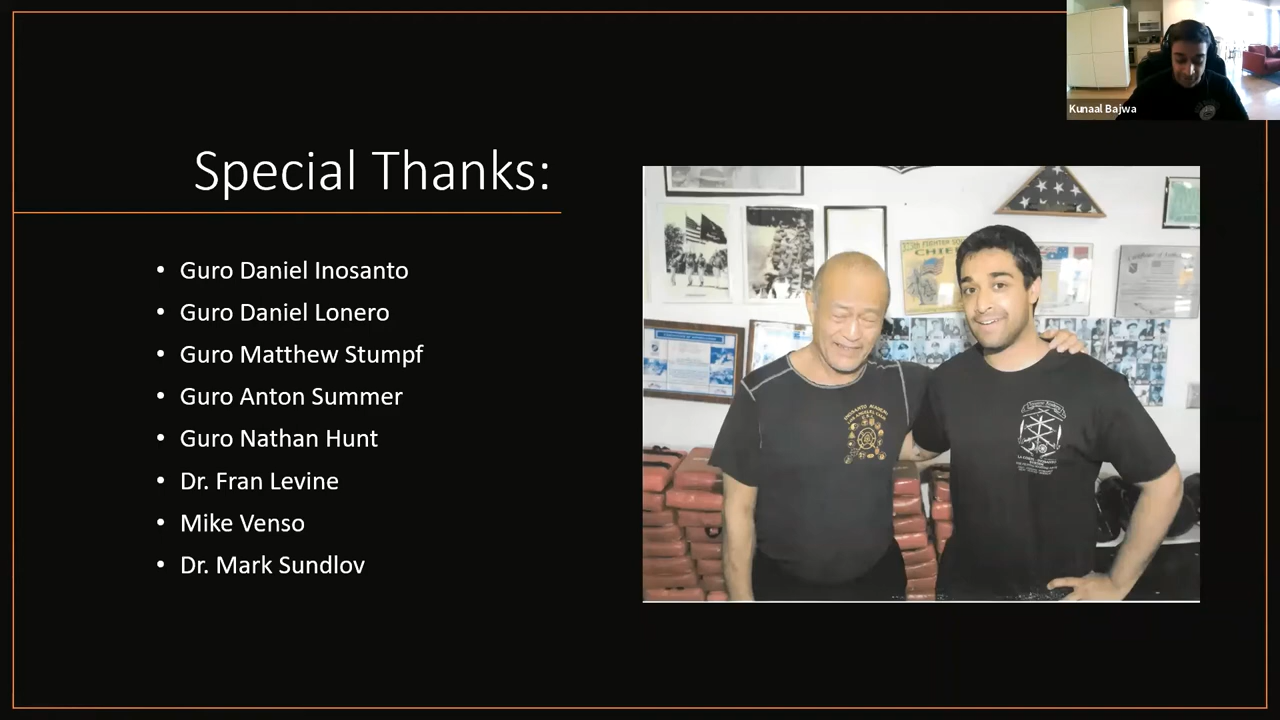 Kunaal Bajwa
Special Thanks:
• Guro Daniel Inosanto
• Guro Daniel Lonero
• Guro Matthew Stumpf
• Guro Anton Summer
• Guro Nathan Hunt
• Dr. Fran Levine
• Mike Venso
• Dr. Mark Sundlov
CHIE